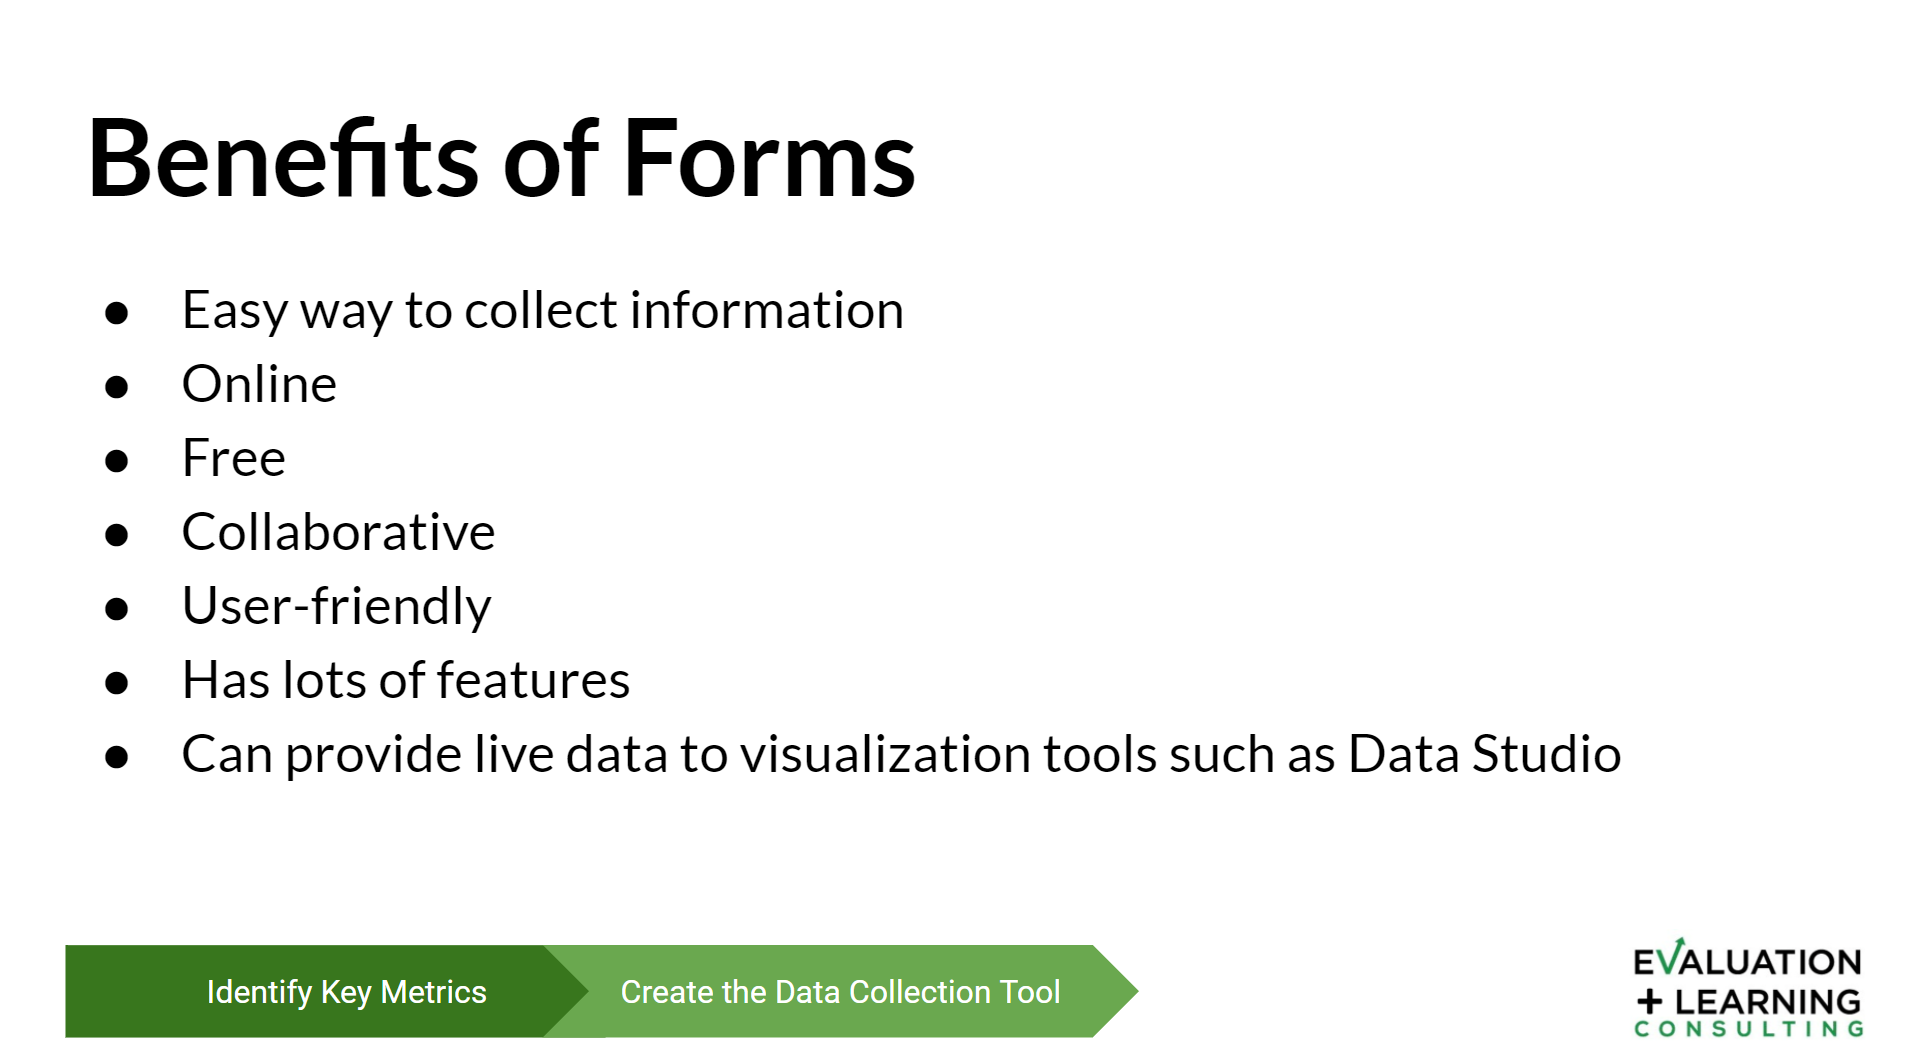 Benefits of Forms
● Easy way to collect information
● Online
● Free
● Collaborative
● User-friendly
● Has lots of features
● Can provide live data to visualization tools such as Data Studio
Identify Key Metrics
Create the Data Collection Tool
EVALUATION
+ LEARNING
CONSULTING